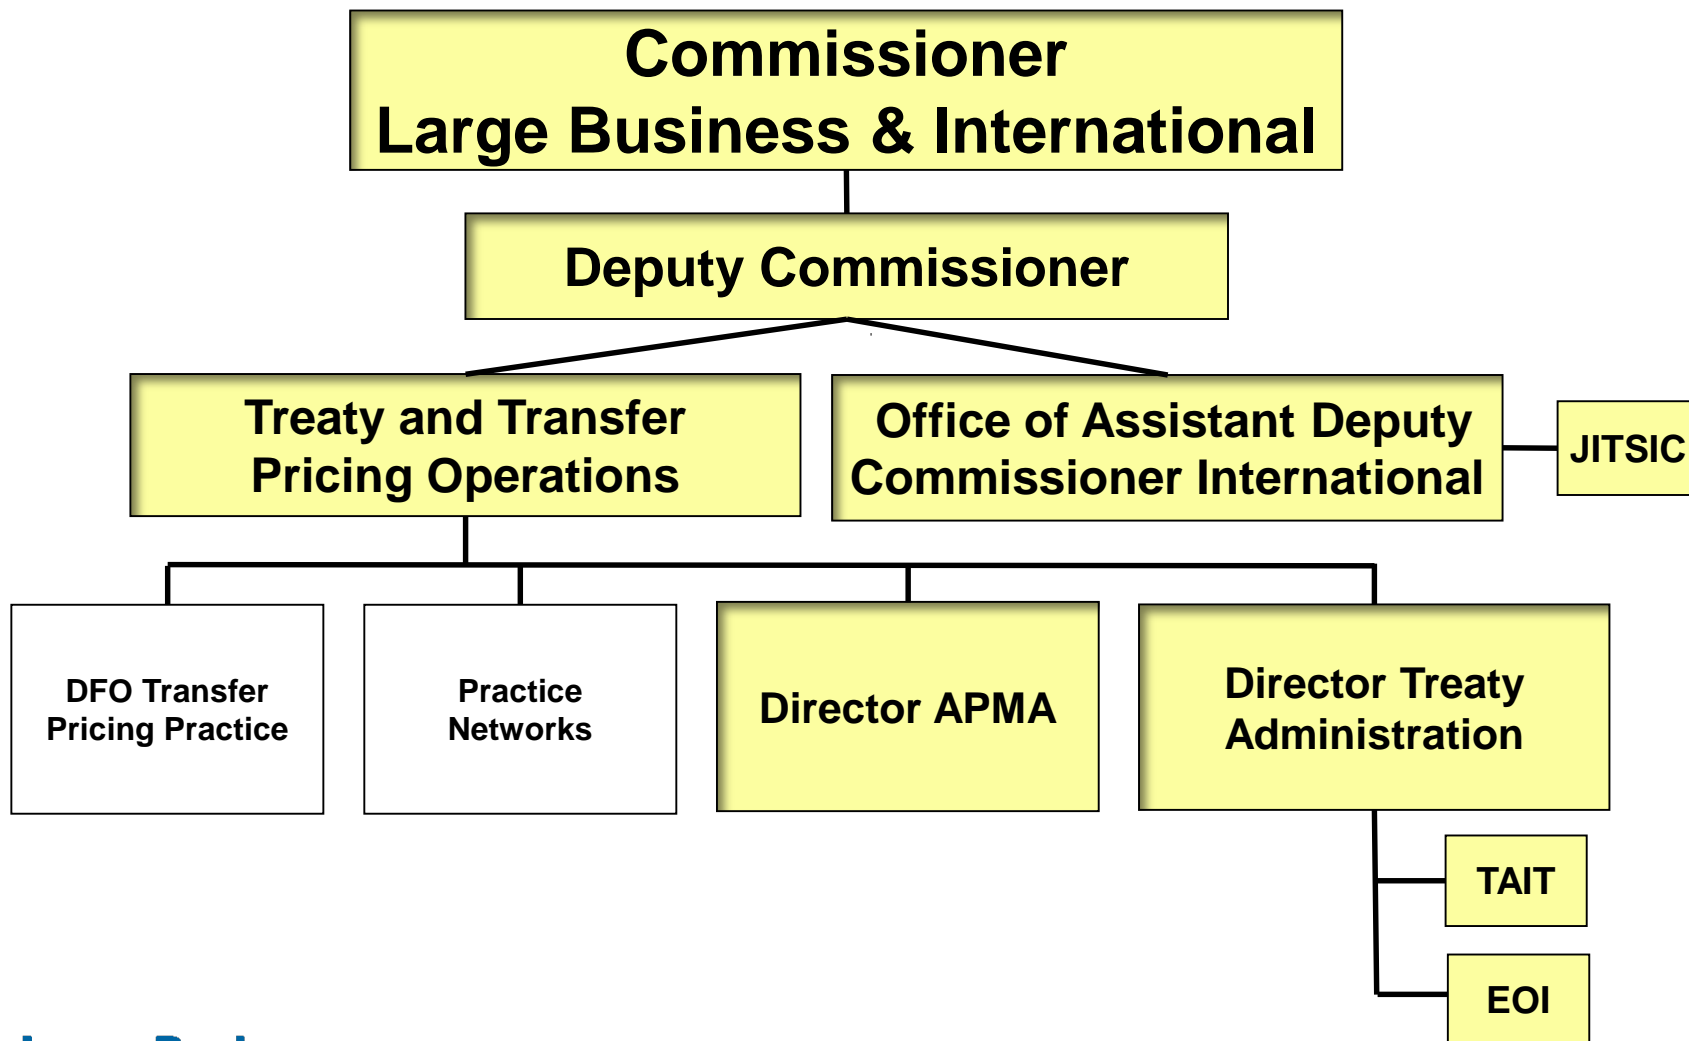 Commissioner
Large Business & International
Deputy Commissioner
Treaty and Transfer
Pricing Operations
Office of Assistant Deputy
Commissioner International
JITSIC
DFO Transfer
Pricing Practice
Practice
Networks
Director APMA
Director Treaty
Administration
TAIT
EOI